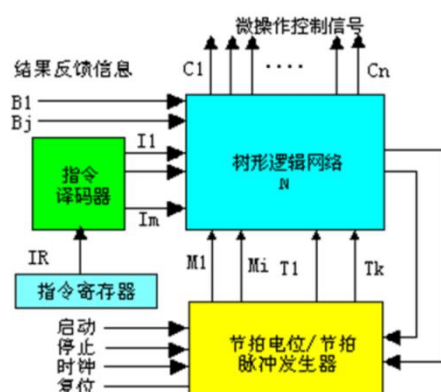 微操作控制信号
C1 .... Cn
结果反馈信息
B1
Bj
I1
指令
译码器
树形逻辑网络
N
Im
IR
M1 Mi T1 Tk
指令寄存器
启动
停止
时钟
复位
节拍电位/节拍
脉冲发生器